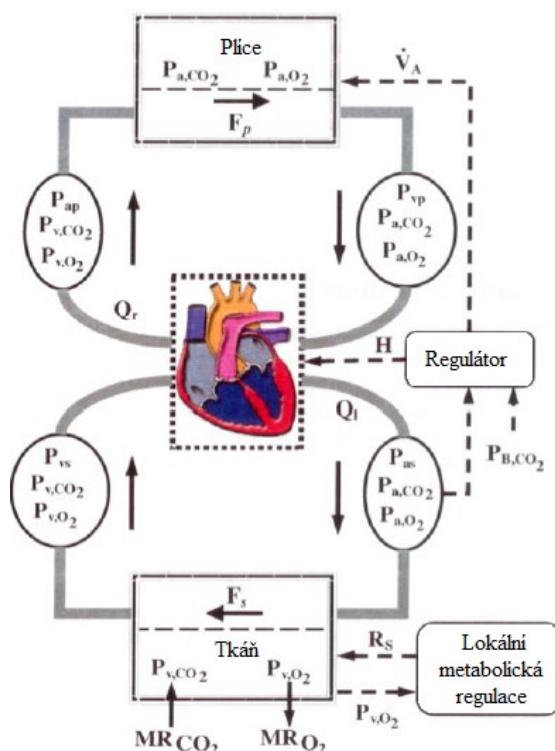 Plíce
P_a,CO₂ P_a,O₂
F_p
V̇_A
P_ap
P_v,CO₂
P_v,O₂
P_vp
P_a,CO₂
P_a,O₂
Q_r
H
Regulátor
Q_l
P_B,CO₂
P_vs
P_v,CO₂
P_v,O₂
P_as
P_a,CO₂
P_a,O₂
F_s
Tkáň
P_v,CO₂ P_v,O₂
R_S
Lokální
metabolická
regulace
P_v,O₂
MR_CO₂ MR_O₂